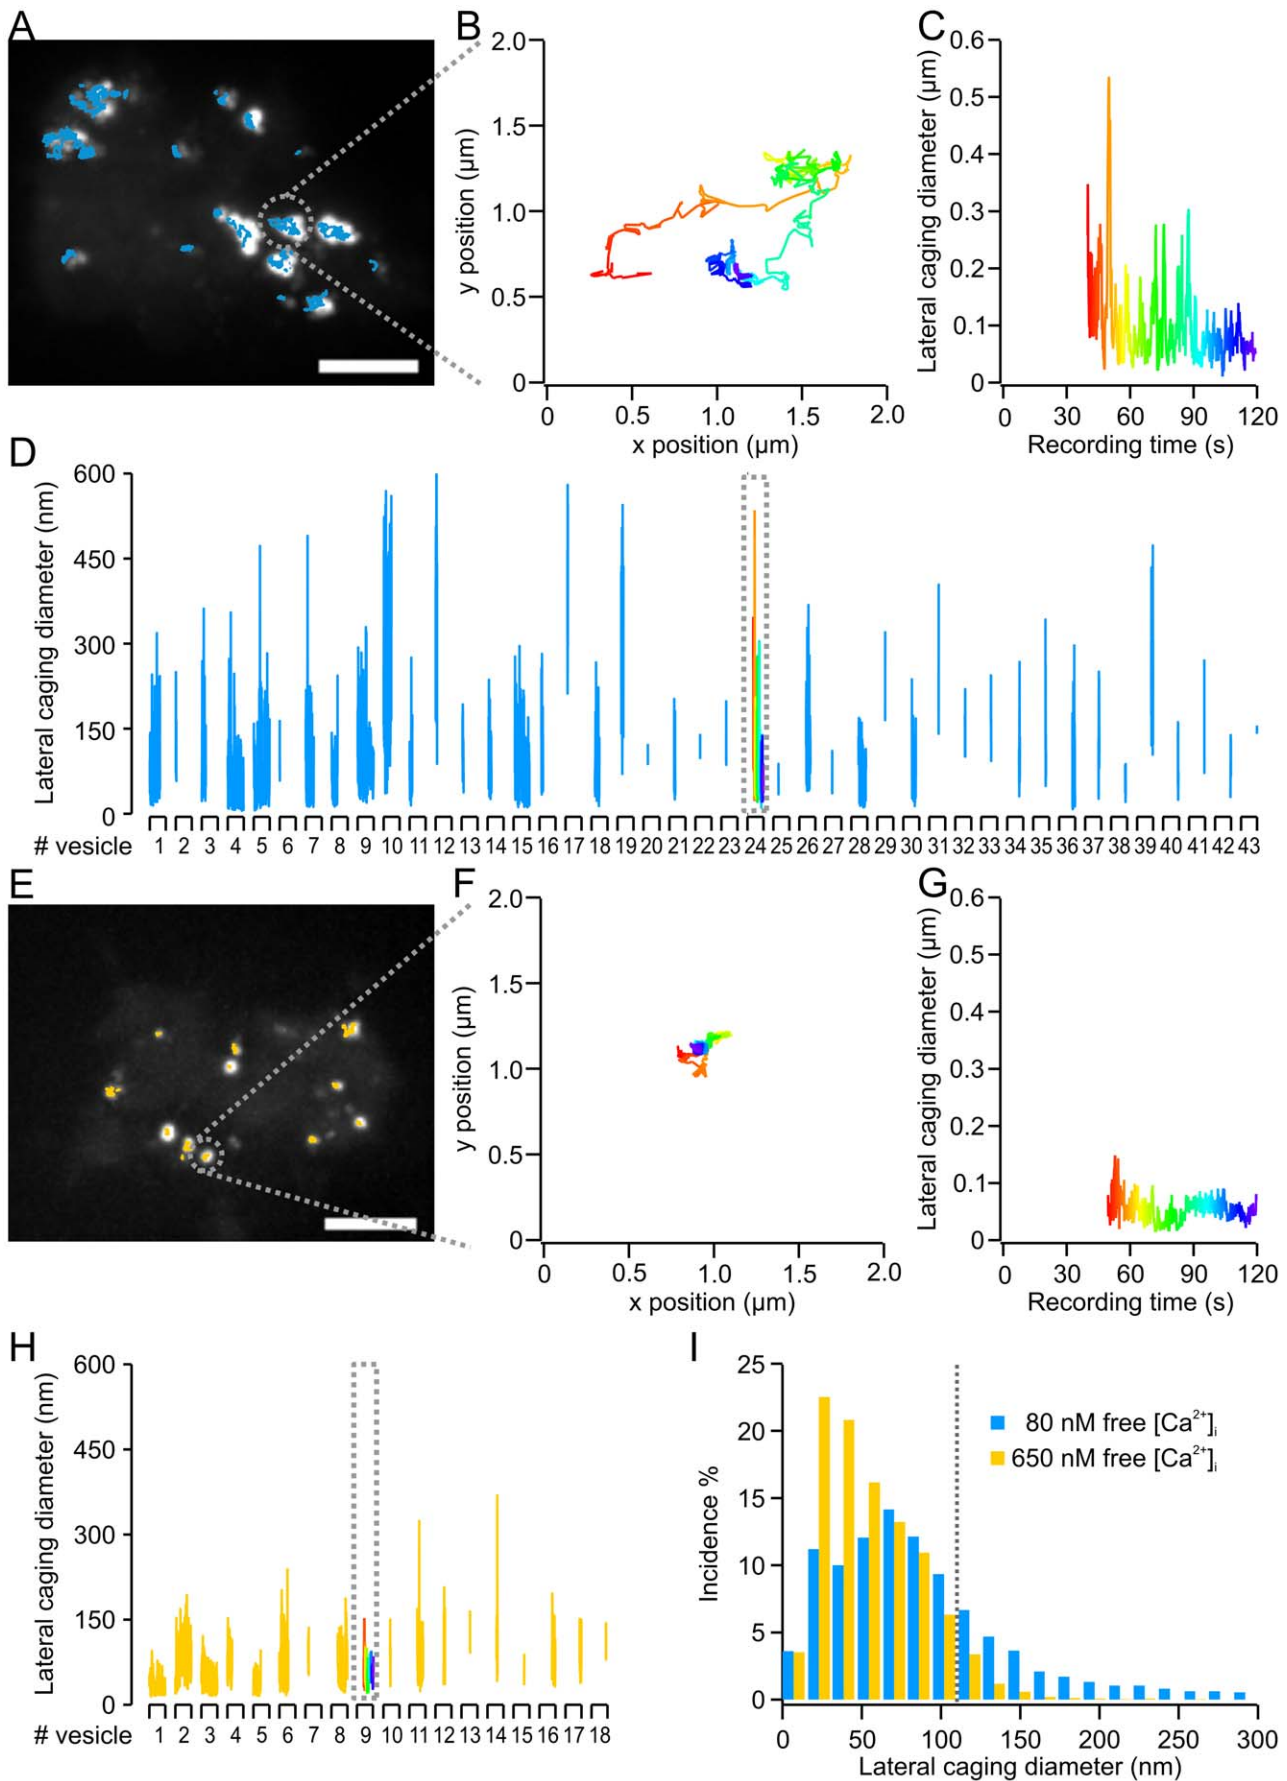 A
B
2.0
1.5
1.0
0.5
0
y position (µm)
0 0.5 1.0 1.5 2.0
x position (µm)
C
0.6
0.5
0.4
0.3
0.2
0.1
0
Lateral caging diameter (µm)
0 30 60 90 120
Recording time (s)
D
600
450
300
150
0
Lateral caging diameter (nm)
# vesicle 1 2 3 4 5 6 7 8 9 10 11 12 13 14 15 16 17 18 19 20 21 22 23 24 25 26 27 28 29 30 31 32 33 34 35 36 37 38 39 40 41 42 43
E
F
2.0
1.5
1.0
0.5
0
y position (µm)
0 0.5 1.0 1.5 2.0
x position (µm)
G
0.6
0.5
0.4
0.3
0.2
0.1
0
Lateral caging diameter (µm)
0 30 60 90 120
Recording time (s)
H
600
450
300
150
0
Lateral caging diameter (nm)
# vesicle 1 2 3 4 5 6 7 8 9 10 11 12 13 14 15 16 17 18
I
25
20
15
10
5
0
Incidence %
80 nM free [Ca²⁺]ᵢ
650 nM free [Ca²⁺]ᵢ
0 50 100 150 200 250 300
Lateral caging diameter (nm)